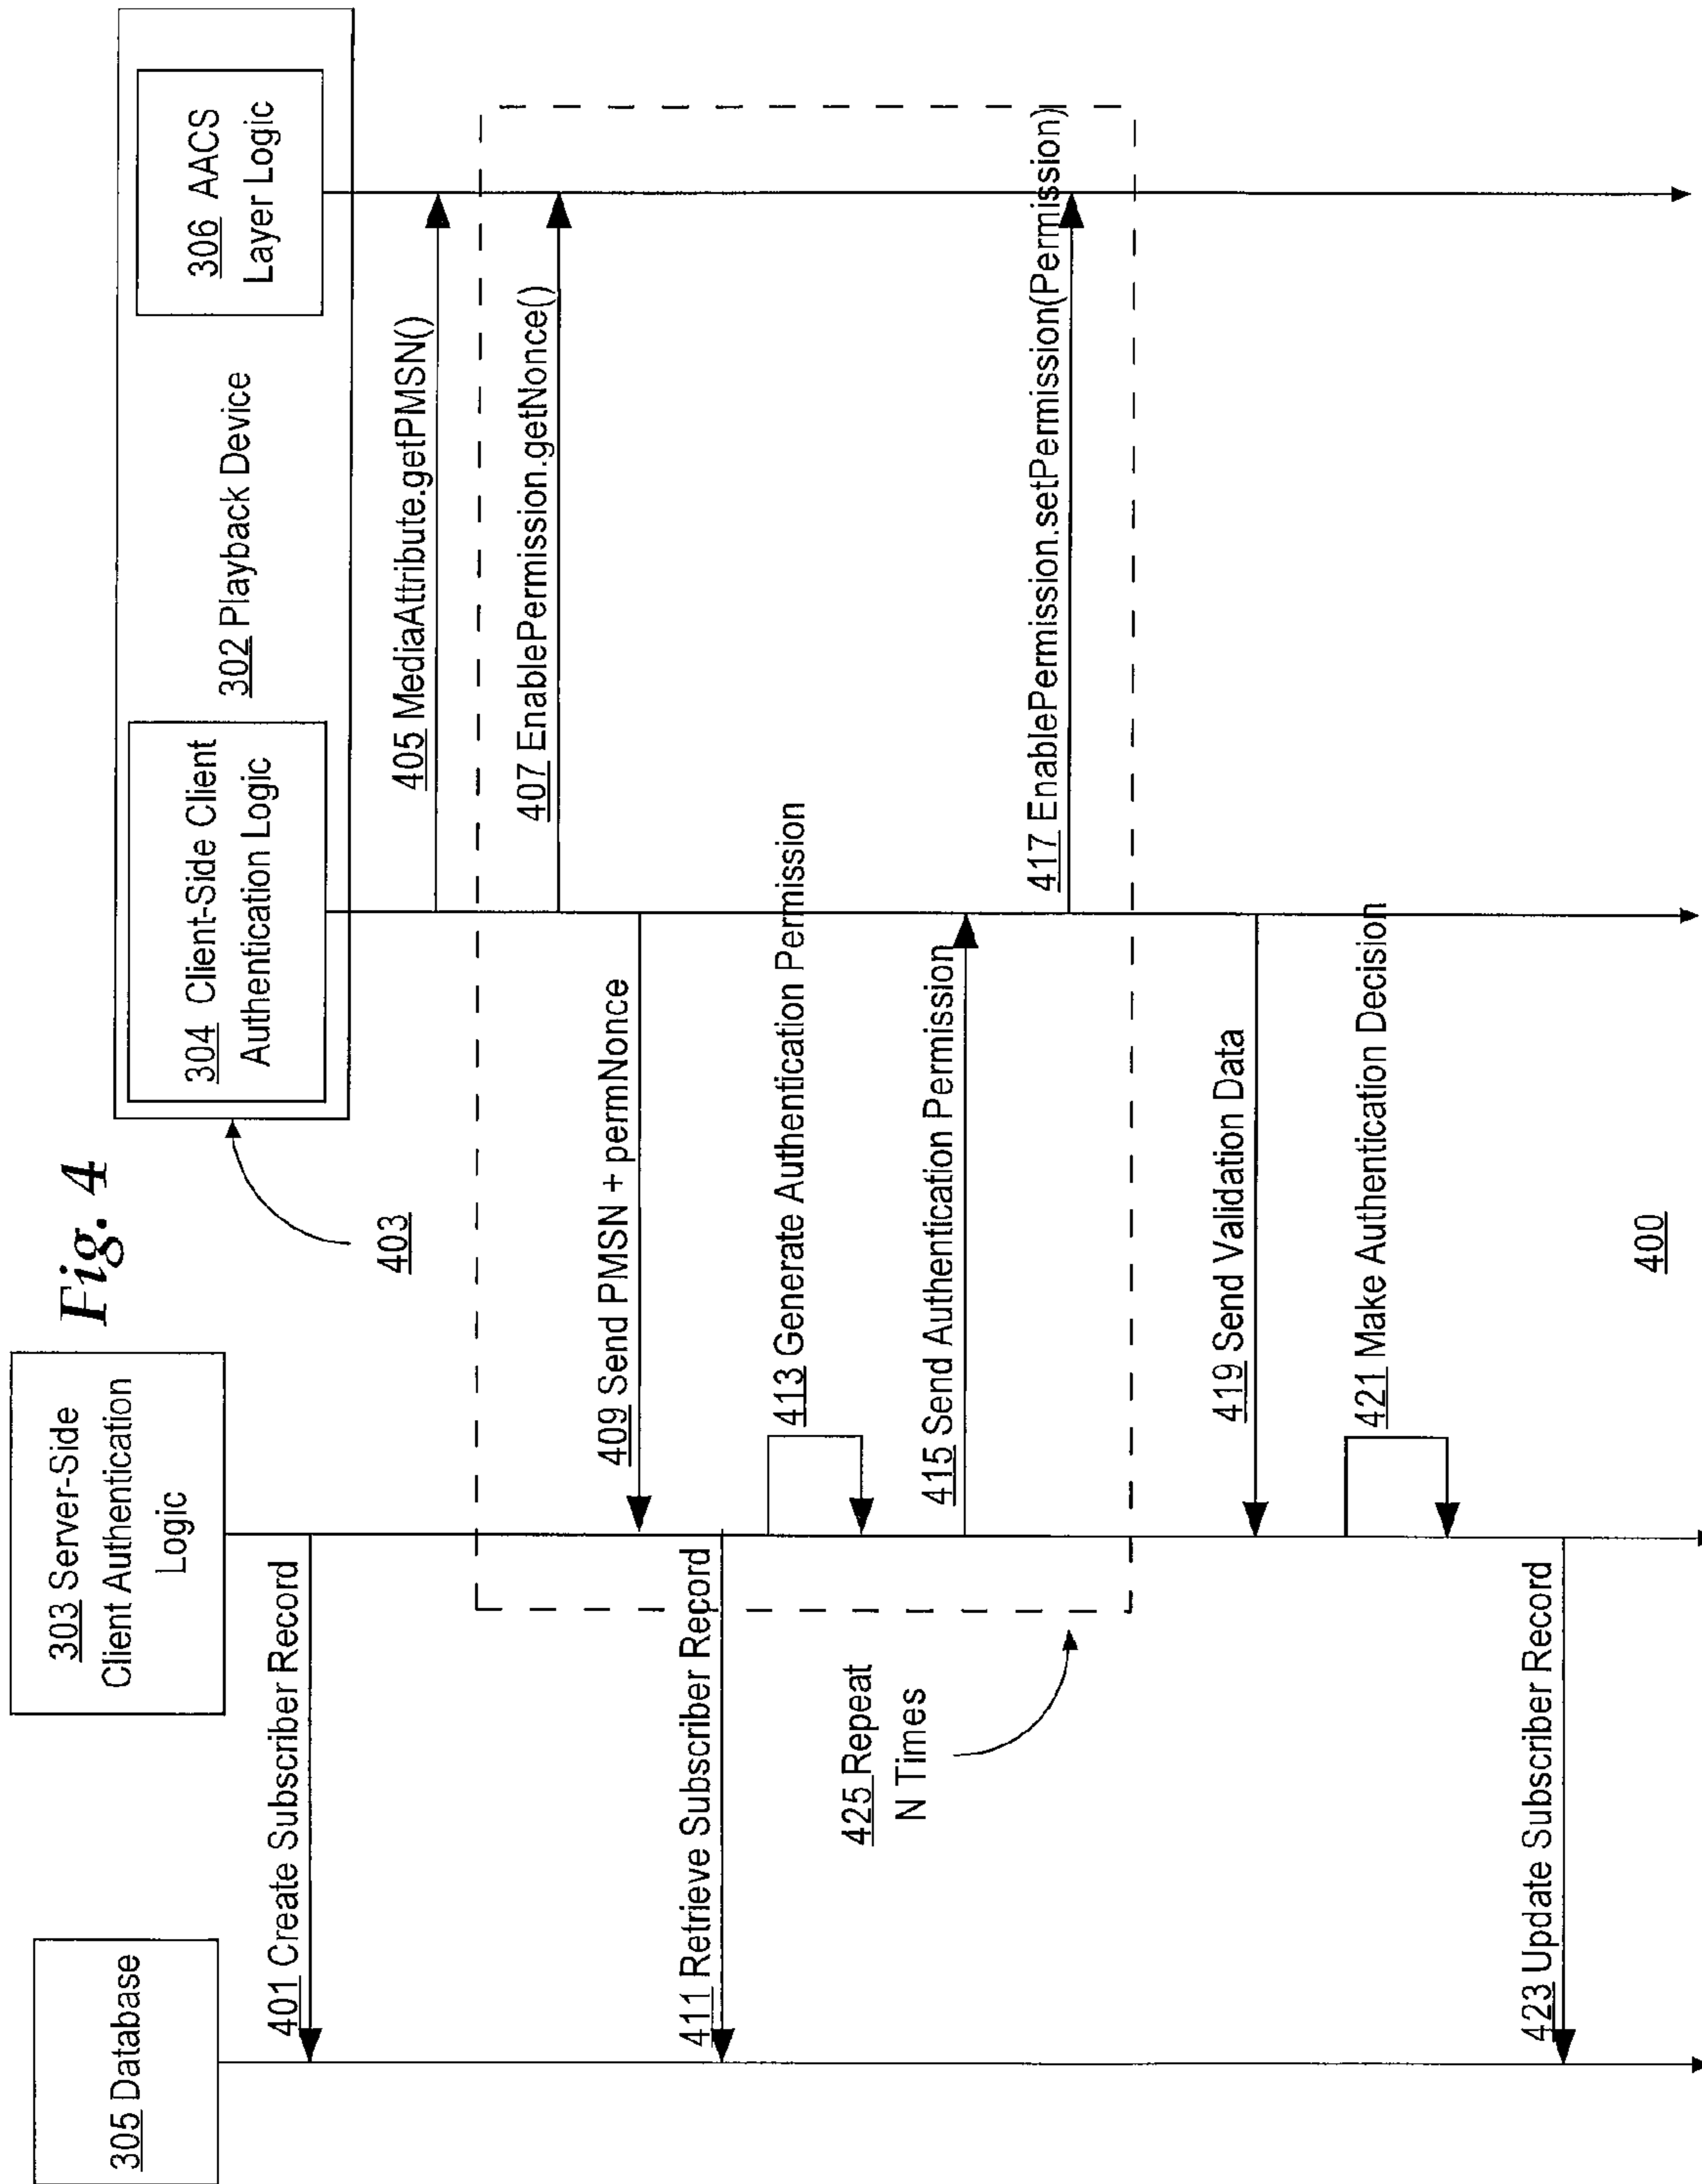 Fig. 4
305 Database
303 Server-Side
Client Authentication
Logic
304 Client-Side Client
Authentication Logic
302 Playback Device
306 AACS
Layer Logic
403
401 Create Subscriber Record
405 MediaAttribute.getPMSN()
407 EnablePermission.getNonce()
409 Send PMSN + permNonce
411 Retrieve Subscriber Record
413 Generate Authentication Permission
415 Send Authentication Permission
417 EnablePermission.setPermission(Permission)
425 Repeat
N Times
419 Send Validation Data
421 Make Authentication Decision
423 Update Subscriber Record
400